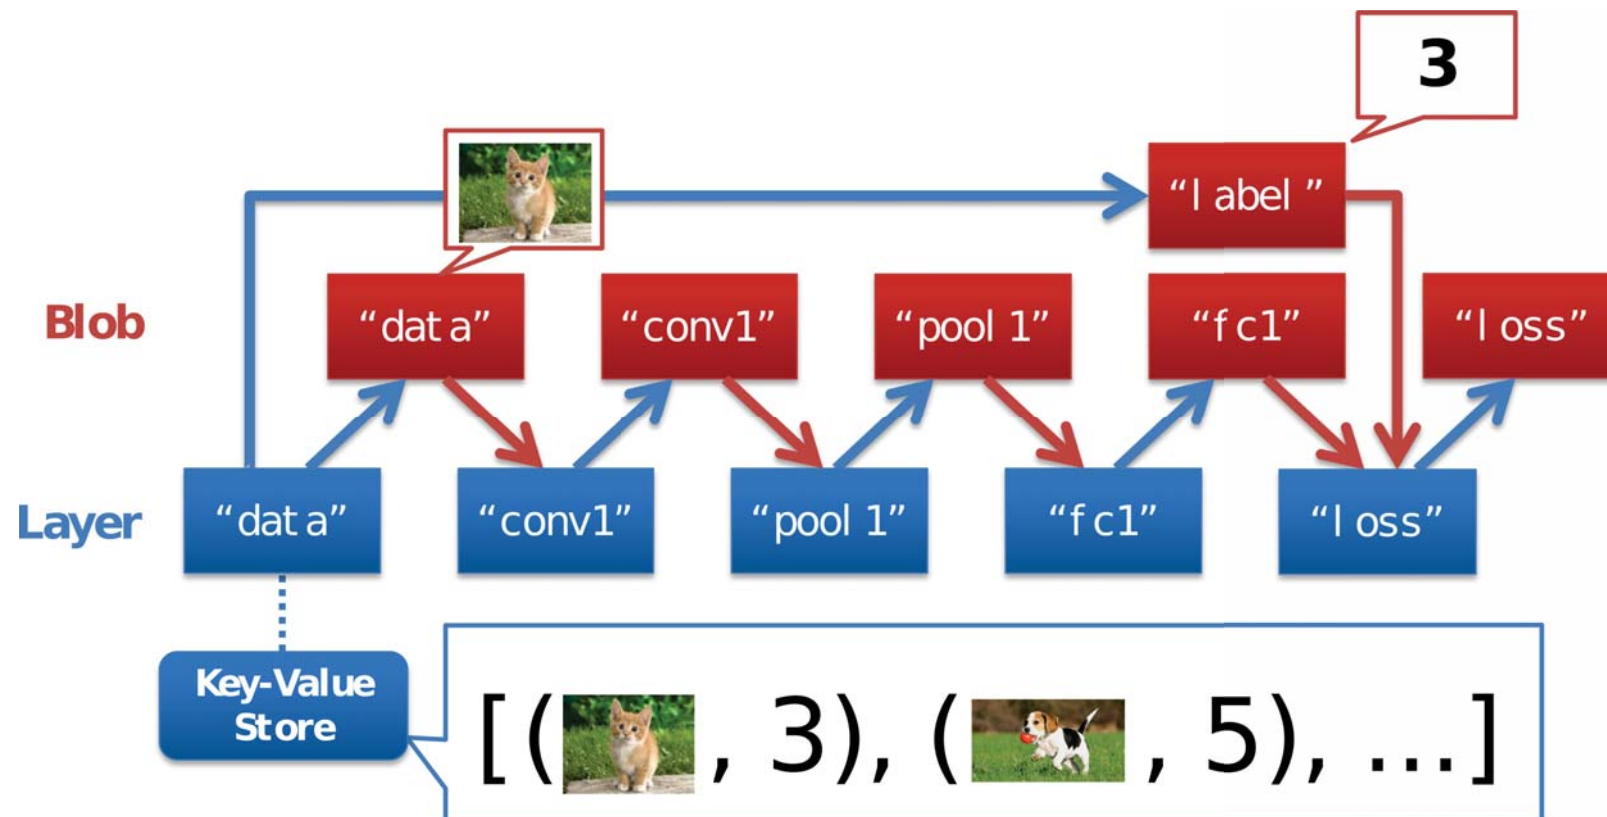 3
“label”
Blob
“data”
“conv1”
“pool1”
“fc1”
“loss”
Layer
“data”
“conv1”
“pool1”
“fc1”
“loss”
Key-Value
Store
[( , 3), ( , 5), ...]